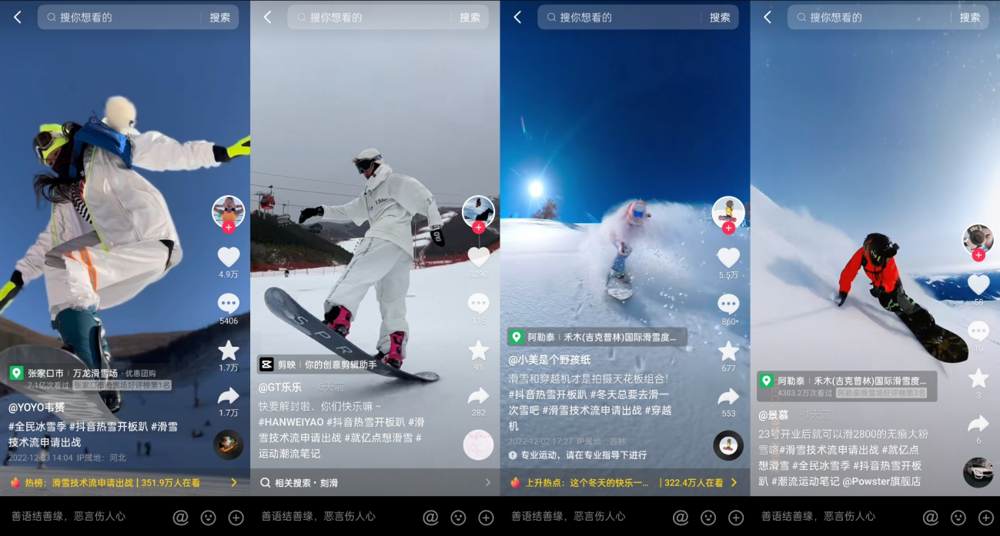 搜你想看的
搜索
4.9万
5406
1.7万
1.7万
张家口市 | 万龙滑雪场 · 优惠团购
7.1亿次看过 张家口市滑雪场好评榜第1名
@YOYO韦赟
#全民冰雪季 #抖音热雪开板趴 #滑雪
技术流申请出战
2022-12-03 14:04 IP属地：河北
热榜：滑雪技术流申请出战 | 351.9万人在看
善语结善缘，恶言伤人心
搜你想看的
搜索
8290
115
91
282
剪映 | 你的创意剪辑助手
@GT乐乐 6天前
快要解封啦、你们快乐嘛～
#HANWEIYAO #抖音热雪开板趴 #滑
雪技术流申请出战 #就亿点想滑雪 #
运动潮流笔记
相关搜索 · 刻滑
善语结善缘，恶言伤人心
搜你想看的
搜索
5.5万
860
677
553
阿勒泰 | 禾木(吉克普林)国际滑雪度...
@小美是个野孩纸
滑雪和穿越机才是拍摄天花板组合！
#抖音热雪开板趴 #冬天总要去滑一
次雪吧 #滑雪技术流申请出战 #穿越
机
2022-12-02 17:27 IP属地：吉林
专业运动，请在专业指导下进行
上升热点：这个冬天的快乐一... | 322.4万人在看
善语结善缘，恶言伤人心
搜你想看的
搜索
58
10
3
6
阿勒泰 | 禾木(吉克普林)国际滑雪度...
4303.2万次看过 阿勒泰滑雪场好评榜第3名
@景慕 · 1天前
23号开业后就可以滑2800的无痕大粉
雪啦#滑雪技术流申请出战 #就亿点
想滑雪 #全民冰雪季 #抖音热雪开板
趴 #潮流运动笔记 @Powster旗舰店
善语结善缘，恶言伤人心